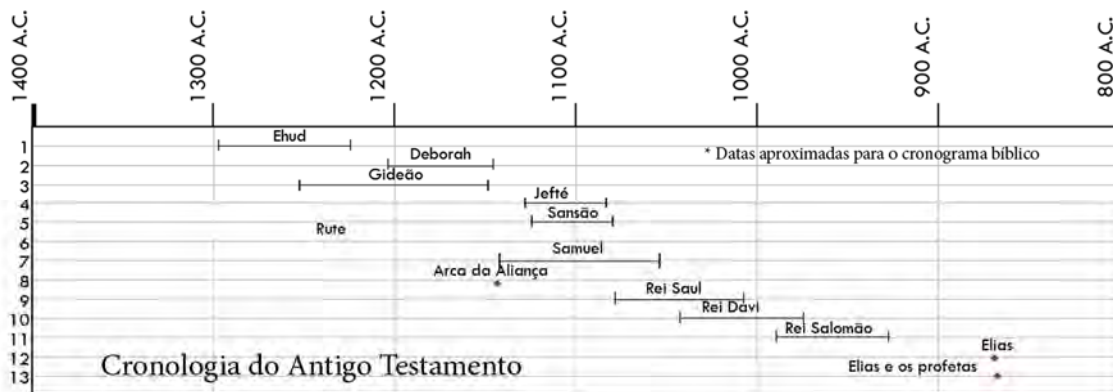 1400 A.C.
1300 A.C.
1200 A.C.
1100 A.C.
1000 A.C.
900 A.C.
800 A.C.
1
Ehud
2
Deborah
* Datas aproximadas para o cronograma bíblico
3
Gideão
4
Jefté
5
Sansão
Rute
6
7
Samuel
8
Arca da Aliança
*
9
Rei Saul
10
Rei Davi
11
Rei Salomão
12
Elias
*
13
Elias e os profetas
*
Cronologia do Antigo Testamento